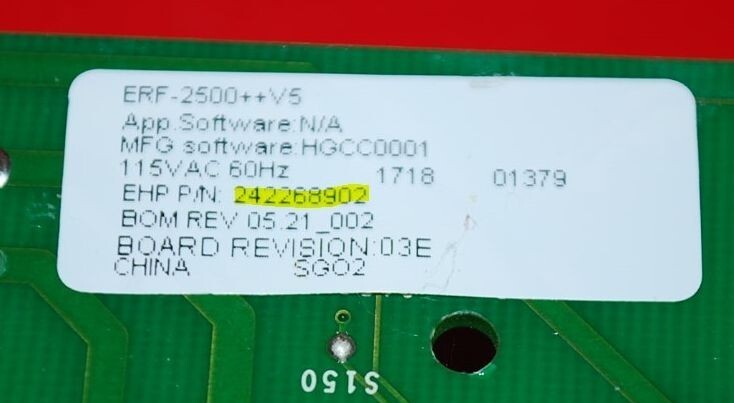 ERF-2500++V5
App.Software:N/A
MFG software:HGCC0001
115VAC 60Hz 1718 01379
EHP P/N: 242268902
BOM REV 05.21_002
BOARD REVISION:03E
CHINA SGO2
S150